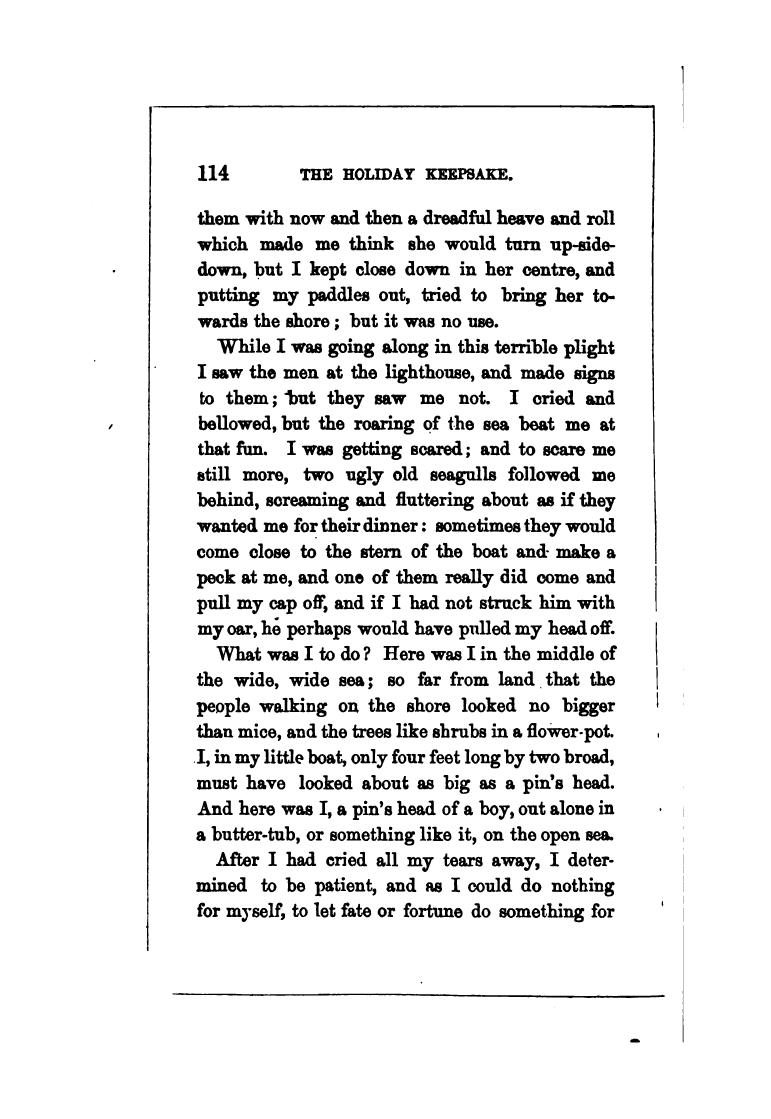 114 THE HOLIDAY KEEPSAKE.
them with now and then a dreadful heave and roll
which made me think she would turn up-side-
down, but I kept close down in her centre, and
putting my paddles out, tried to bring her to-
wards the shore; but it was no use.
While I was going along in this terrible plight
I saw the men at the lighthouse, and made signs
to them; but they saw me not. I cried and
bellowed, but the roaring of the sea beat me at
that fun. I was getting scared; and to scare me
still more, two ugly old seagulls followed me
behind, screaming and fluttering about as if they
wanted me for their dinner: sometimes they would
come close to the stern of the boat and make a
peck at me, and one of them really did come and
pull my cap off, and if I had not struck him with
my oar, he perhaps would have pulled my head off.
What was I to do? Here was I in the middle of
the wide, wide sea; so far from land that the
people walking on the shore looked no bigger
than mice, and the trees like shrubs in a flower-pot.
I, in my little boat, only four feet long by two broad,
must have looked about as big as a pin's head.
And here was I, a pin's head of a boy, out alone in
a butter-tub, or something like it, on the open sea.
After I had cried all my tears away, I deter-
mined to be patient, and as I could do nothing
for myself, to let fate or fortune do something for